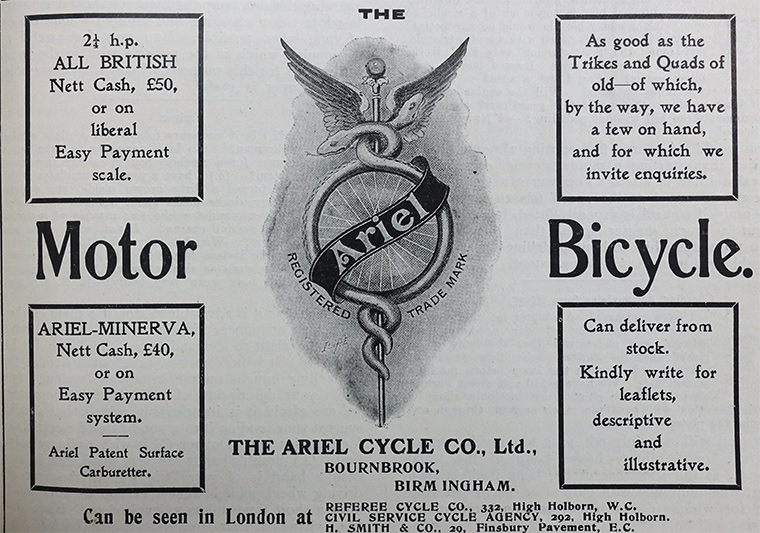 THE
2½ h.p.
ALL BRITISH
Nett Cash, £50,
or on
liberal
Easy Payment
scale.
As good as the
Trikes and Quads of
old—of which,
by the way, we have
a few on hand,
and for which we
invite enquiries.
Ariel
REGISTERED TRADE MARK.
Motor Bicycle.
ARIEL-MINERVA,
Nett Cash, £40,
or on
Easy Payment
system.
Ariel Patent Surface
Carburetter.
Can deliver from
stock.
Kindly write for
leaflets,
descriptive
and
illustrative.
THE ARIEL CYCLE CO., Ltd.,
BOURNBROOK,
BIRMINGHAM.
Can be seen in London at
REFEREE CYCLE CO., 332, High Holborn, W.C.
CIVIL SERVICE CYCLE AGENCY, 292, High Holborn.
H. SMITH & CO., 29, Finsbury Pavement, E.C.